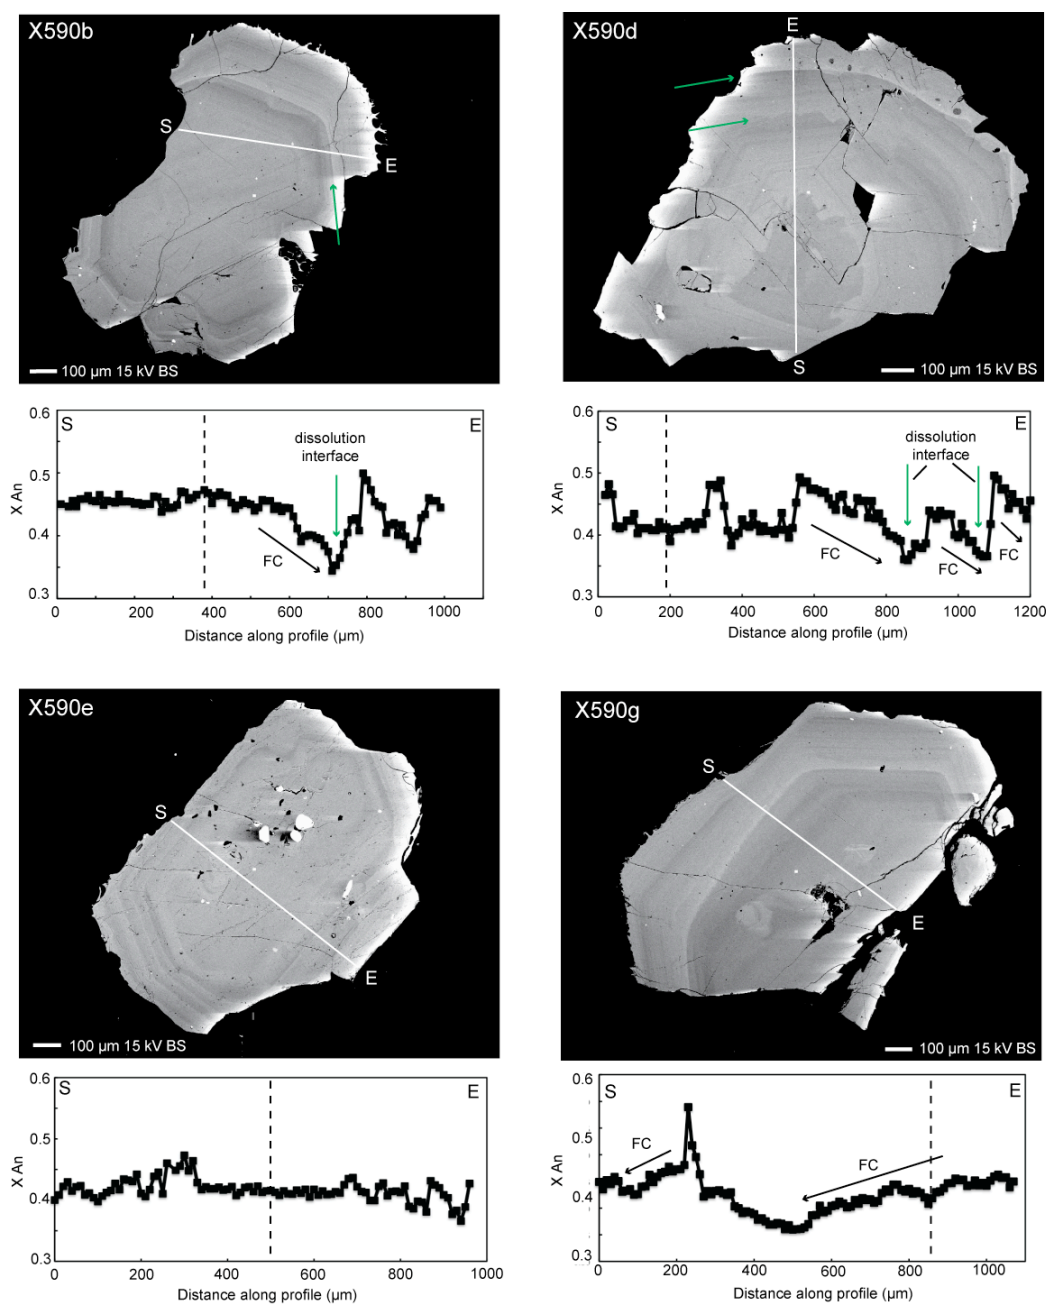 X590b
S
E
100 µm 15 kV BS
X590d
E
S
100 µm 15 kV BS
0.6
0.5
0.4
0.3
X An
S
E
dissolution
interface
FC
0
200
400
600
800
1000
Distance along profile (µm)
0.6
0.5
0.4
0.3
X An
S
E
dissolution
interface
FC
FC
FC
0
200
400
600
800
1000
1200
Distance along profile (µm)
X590e
S
E
100 µm 15 kV BS
X590g
S
E
100 µm 15 kV BS
0.6
0.5
0.4
0.3
X An
S
E
0
200
400
600
800
1000
Distance along profile (µm)
0.6
0.5
0.4
0.3
X An
S
E
FC
FC
0
200
400
600
800
1000
Distance along profile (µm)